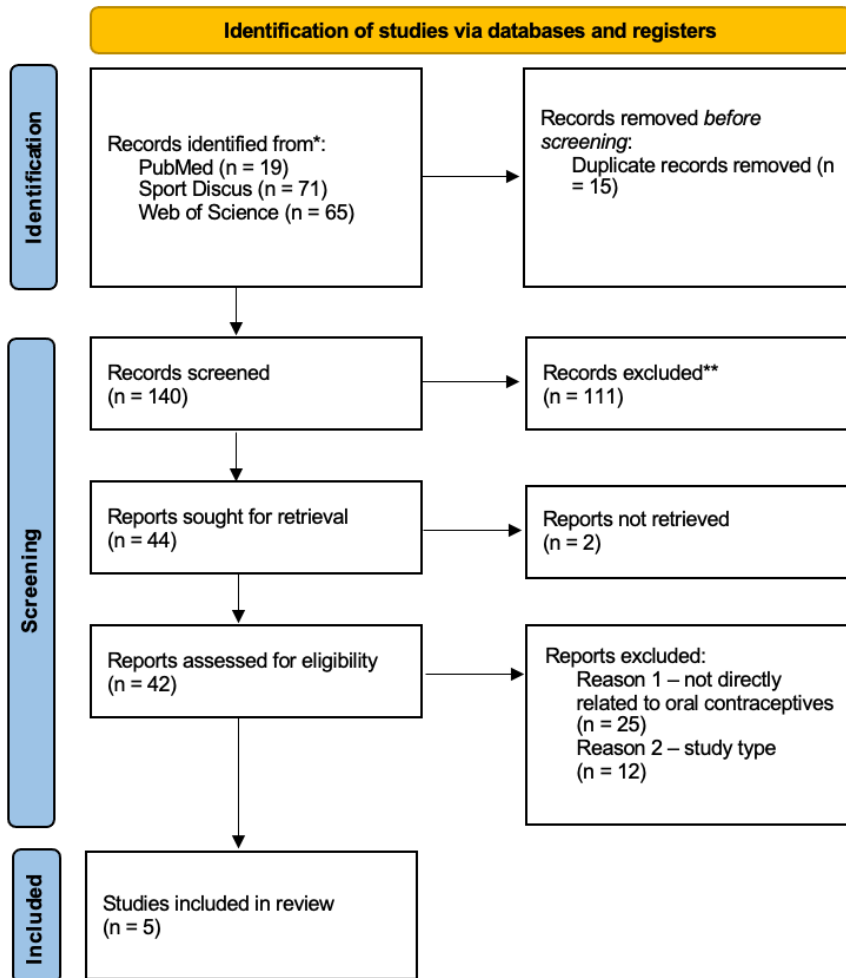 Identification of studies via databases and registers
Identification
Records identified from*:
PubMed (n = 19)
Sport Discus (n = 71)
Web of Science (n = 65)
Records removed before
screening:
Duplicate records removed (n
= 15)
Screening
Records screened
(n = 140)
Records excluded**
(n = 111)
Reports sought for retrieval
(n = 44)
Reports not retrieved
(n = 2)
Reports assessed for eligibility
(n = 42)
Reports excluded:
Reason 1 – not directly
related to oral contraceptives
(n = 25)
Reason 2 – study type
(n = 12)
Included
Studies included in review
(n = 5)